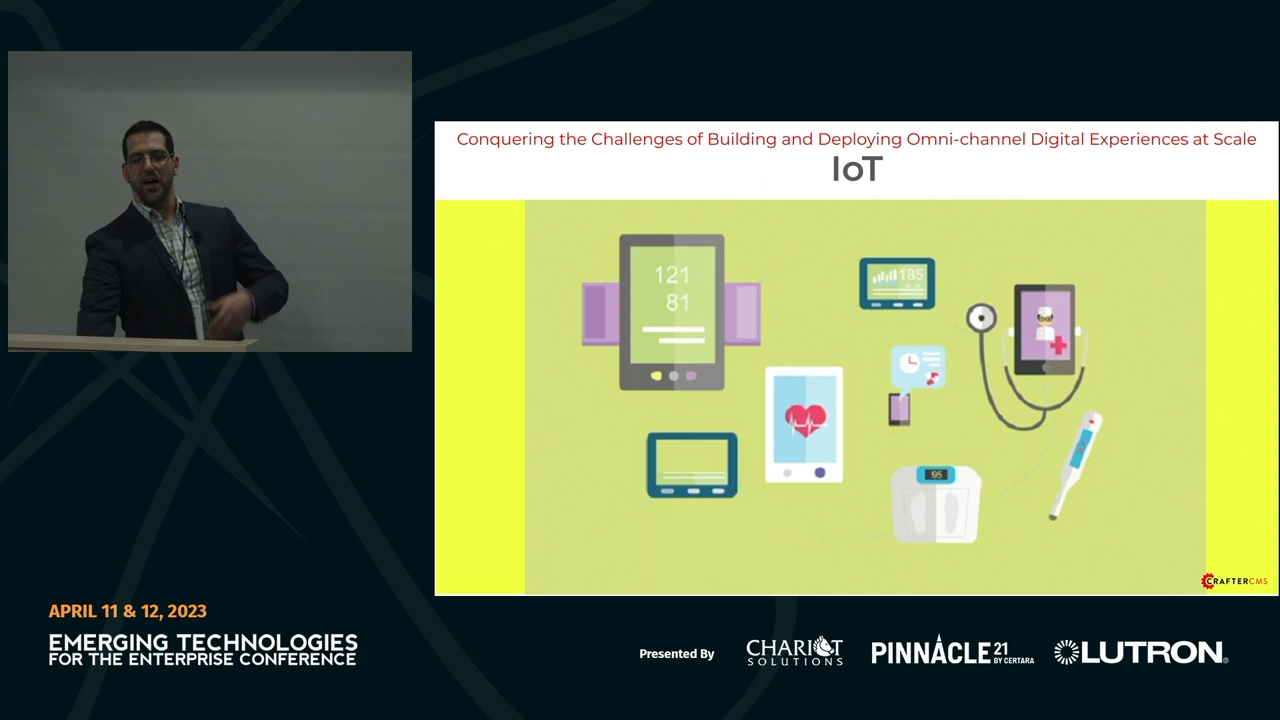 Conquering the Challenges of Building and Deploying Omni-channel Digital Experiences at Scale
IoT
121
81
185
95
CRAFTERCMS
APRIL 11 & 12, 2023
EMERGING TECHNOLOGIES
FOR THE ENTERPRISE CONFERENCE
Presented By
CHARIOT
SOLUTIONS
PINNACLE 21
BY CERTARA
LUTRON®